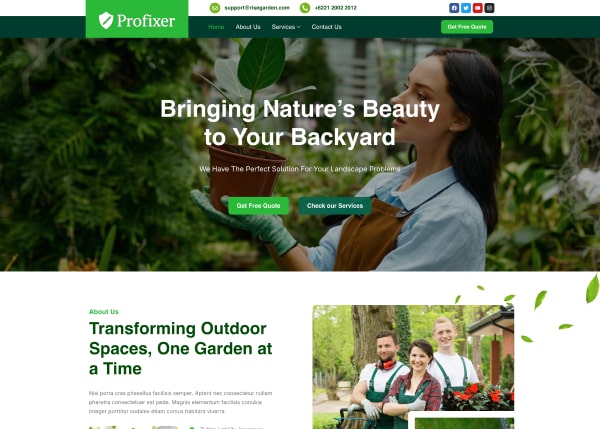 Profixer
support@risegarden.com
+6221 2002 2012
Home
About Us
Services
Contact Us
Get Free Quote
Bringing Nature's Beauty
to Your Backyard
We Have The Perfect Solution For Your Landscape Problems
Get Free Quote
Check our Services
About Us
Transforming Outdoor
Spaces, One Garden at
a Time
Nisi porta cras phasellus facilisis semper. Aptent nec consectetur nullam
pharetra consectetuer est pede. Magnis elementum facilisis conubia
integer porttitor sodales etiam cursus habitant viverra.